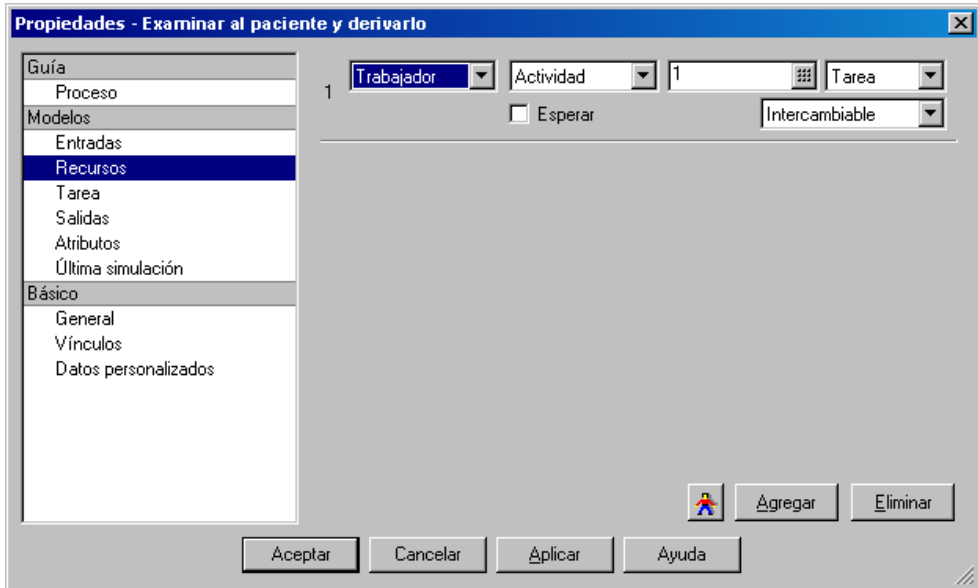 Propiedades - Examinar al paciente y derivarlo
Guía
Proceso
Modelos
Entradas
Recursos
Tarea
Salidas
Atributos
Última simulación
Básico
General
Vínculos
Datos personalizados
1 Trabajador Actividad 1 Tarea
Esperar Intercambiable
Agregar Eliminar
Aceptar Cancelar Aplicar Ayuda